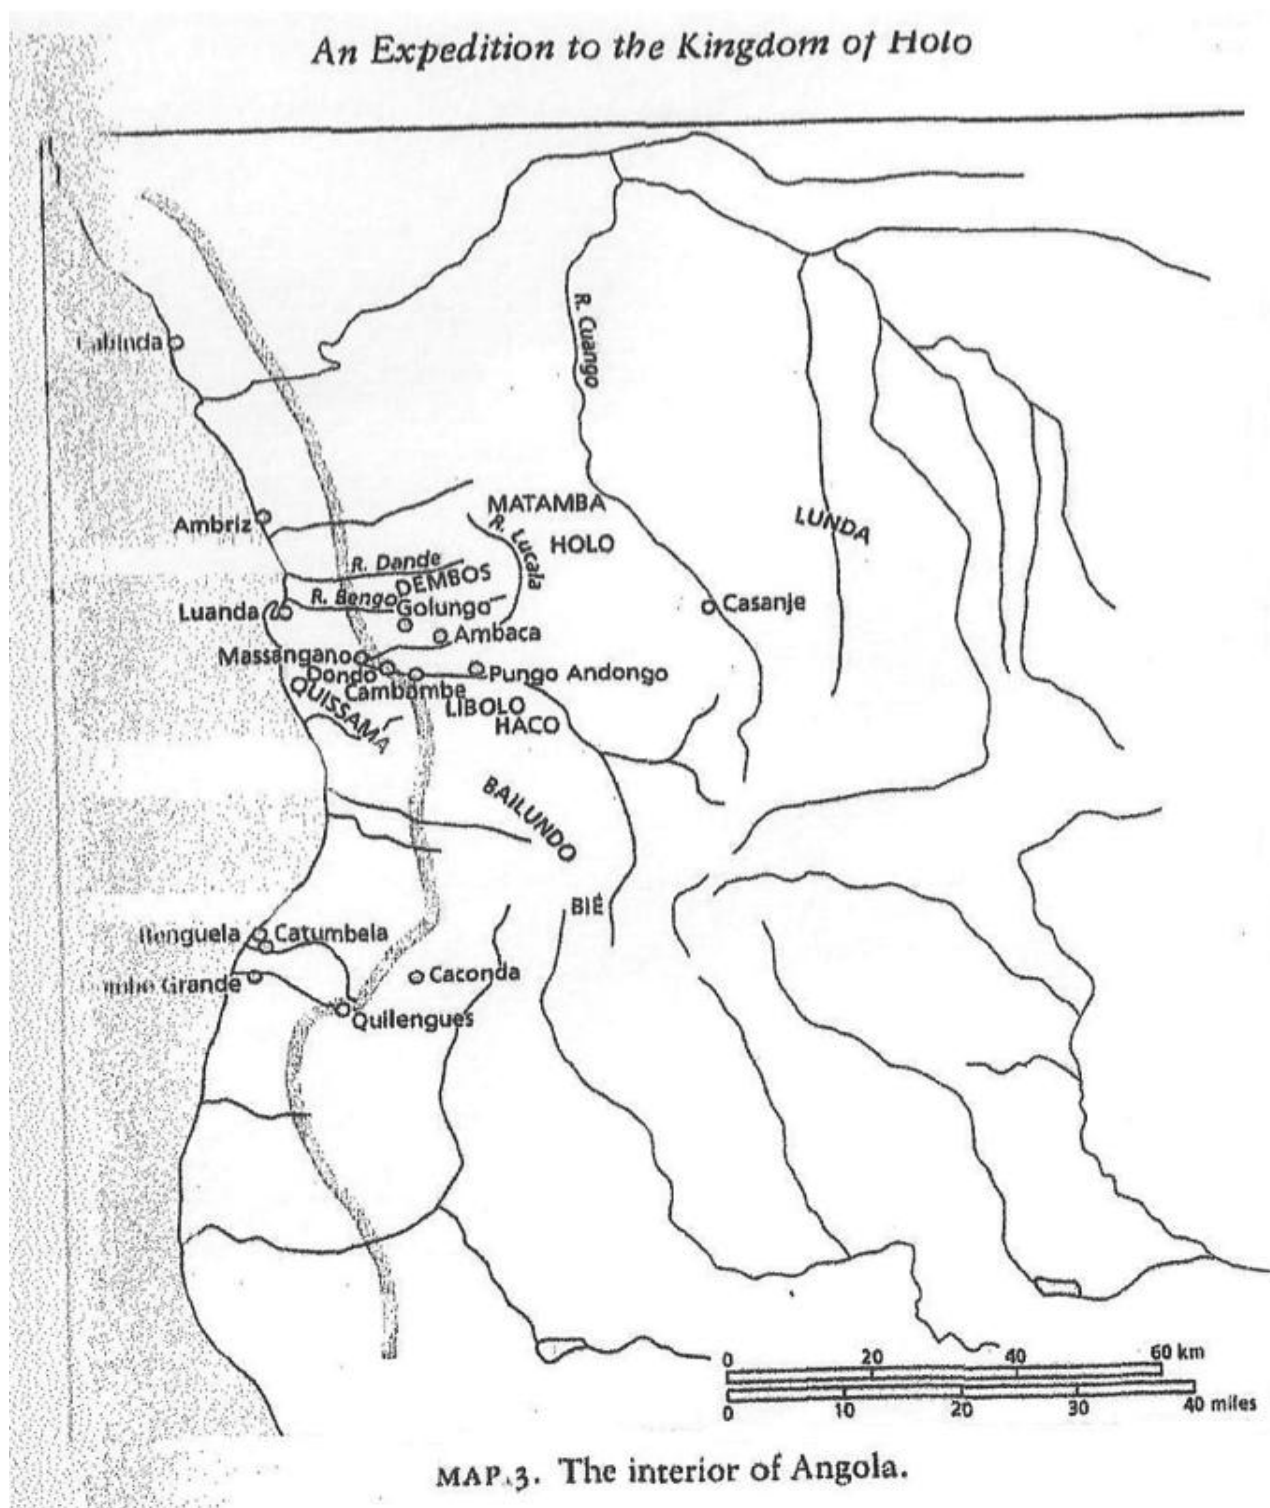 An Expedition to the Kingdom of Holo
R. Cuango
MATAMBA
Ambriz
R. Lucala
LUNDA
HOLO
R. Dande
DEMBOS
R. Bengo
Golungo
Luanda
Casanje
Ambaca
Massangano
Dondo
Pungo Andongo
Cambambe
QUISSAMA
LIBOLO
HACO
BAILUNDO
BIÉ
Benguela
Catumbela
Caconda
Grande
Quilengues
0 20 40 60 km
0 10 20 30 40 miles
MAP 3. The interior of Angola.